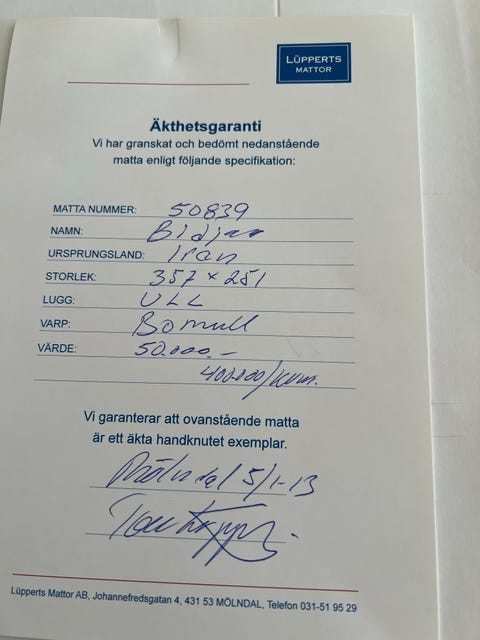 LÜPPERTS
MATTOR
Äkthetsgaranti
Vi har granskat och bedömt nedanstående
matta enligt följande specifikation:
MATTA NUMMER: 50839
NAMN: Bidjar
URSPRUNGSLAND: Iran
STORLEK: 357 × 251
LUGG: ULL
VARP: Bomull
VÄRDE: 50.000.–
400.000/kvm.
Vi garanterar att ovanstående matta
är ett äkta handknutet exemplar.
Mölndal 5/1-13
Lüpperts Mattor AB, Johannefredsgatan 4, 431 53 MÖLNDAL, Telefon 031-51 95 29